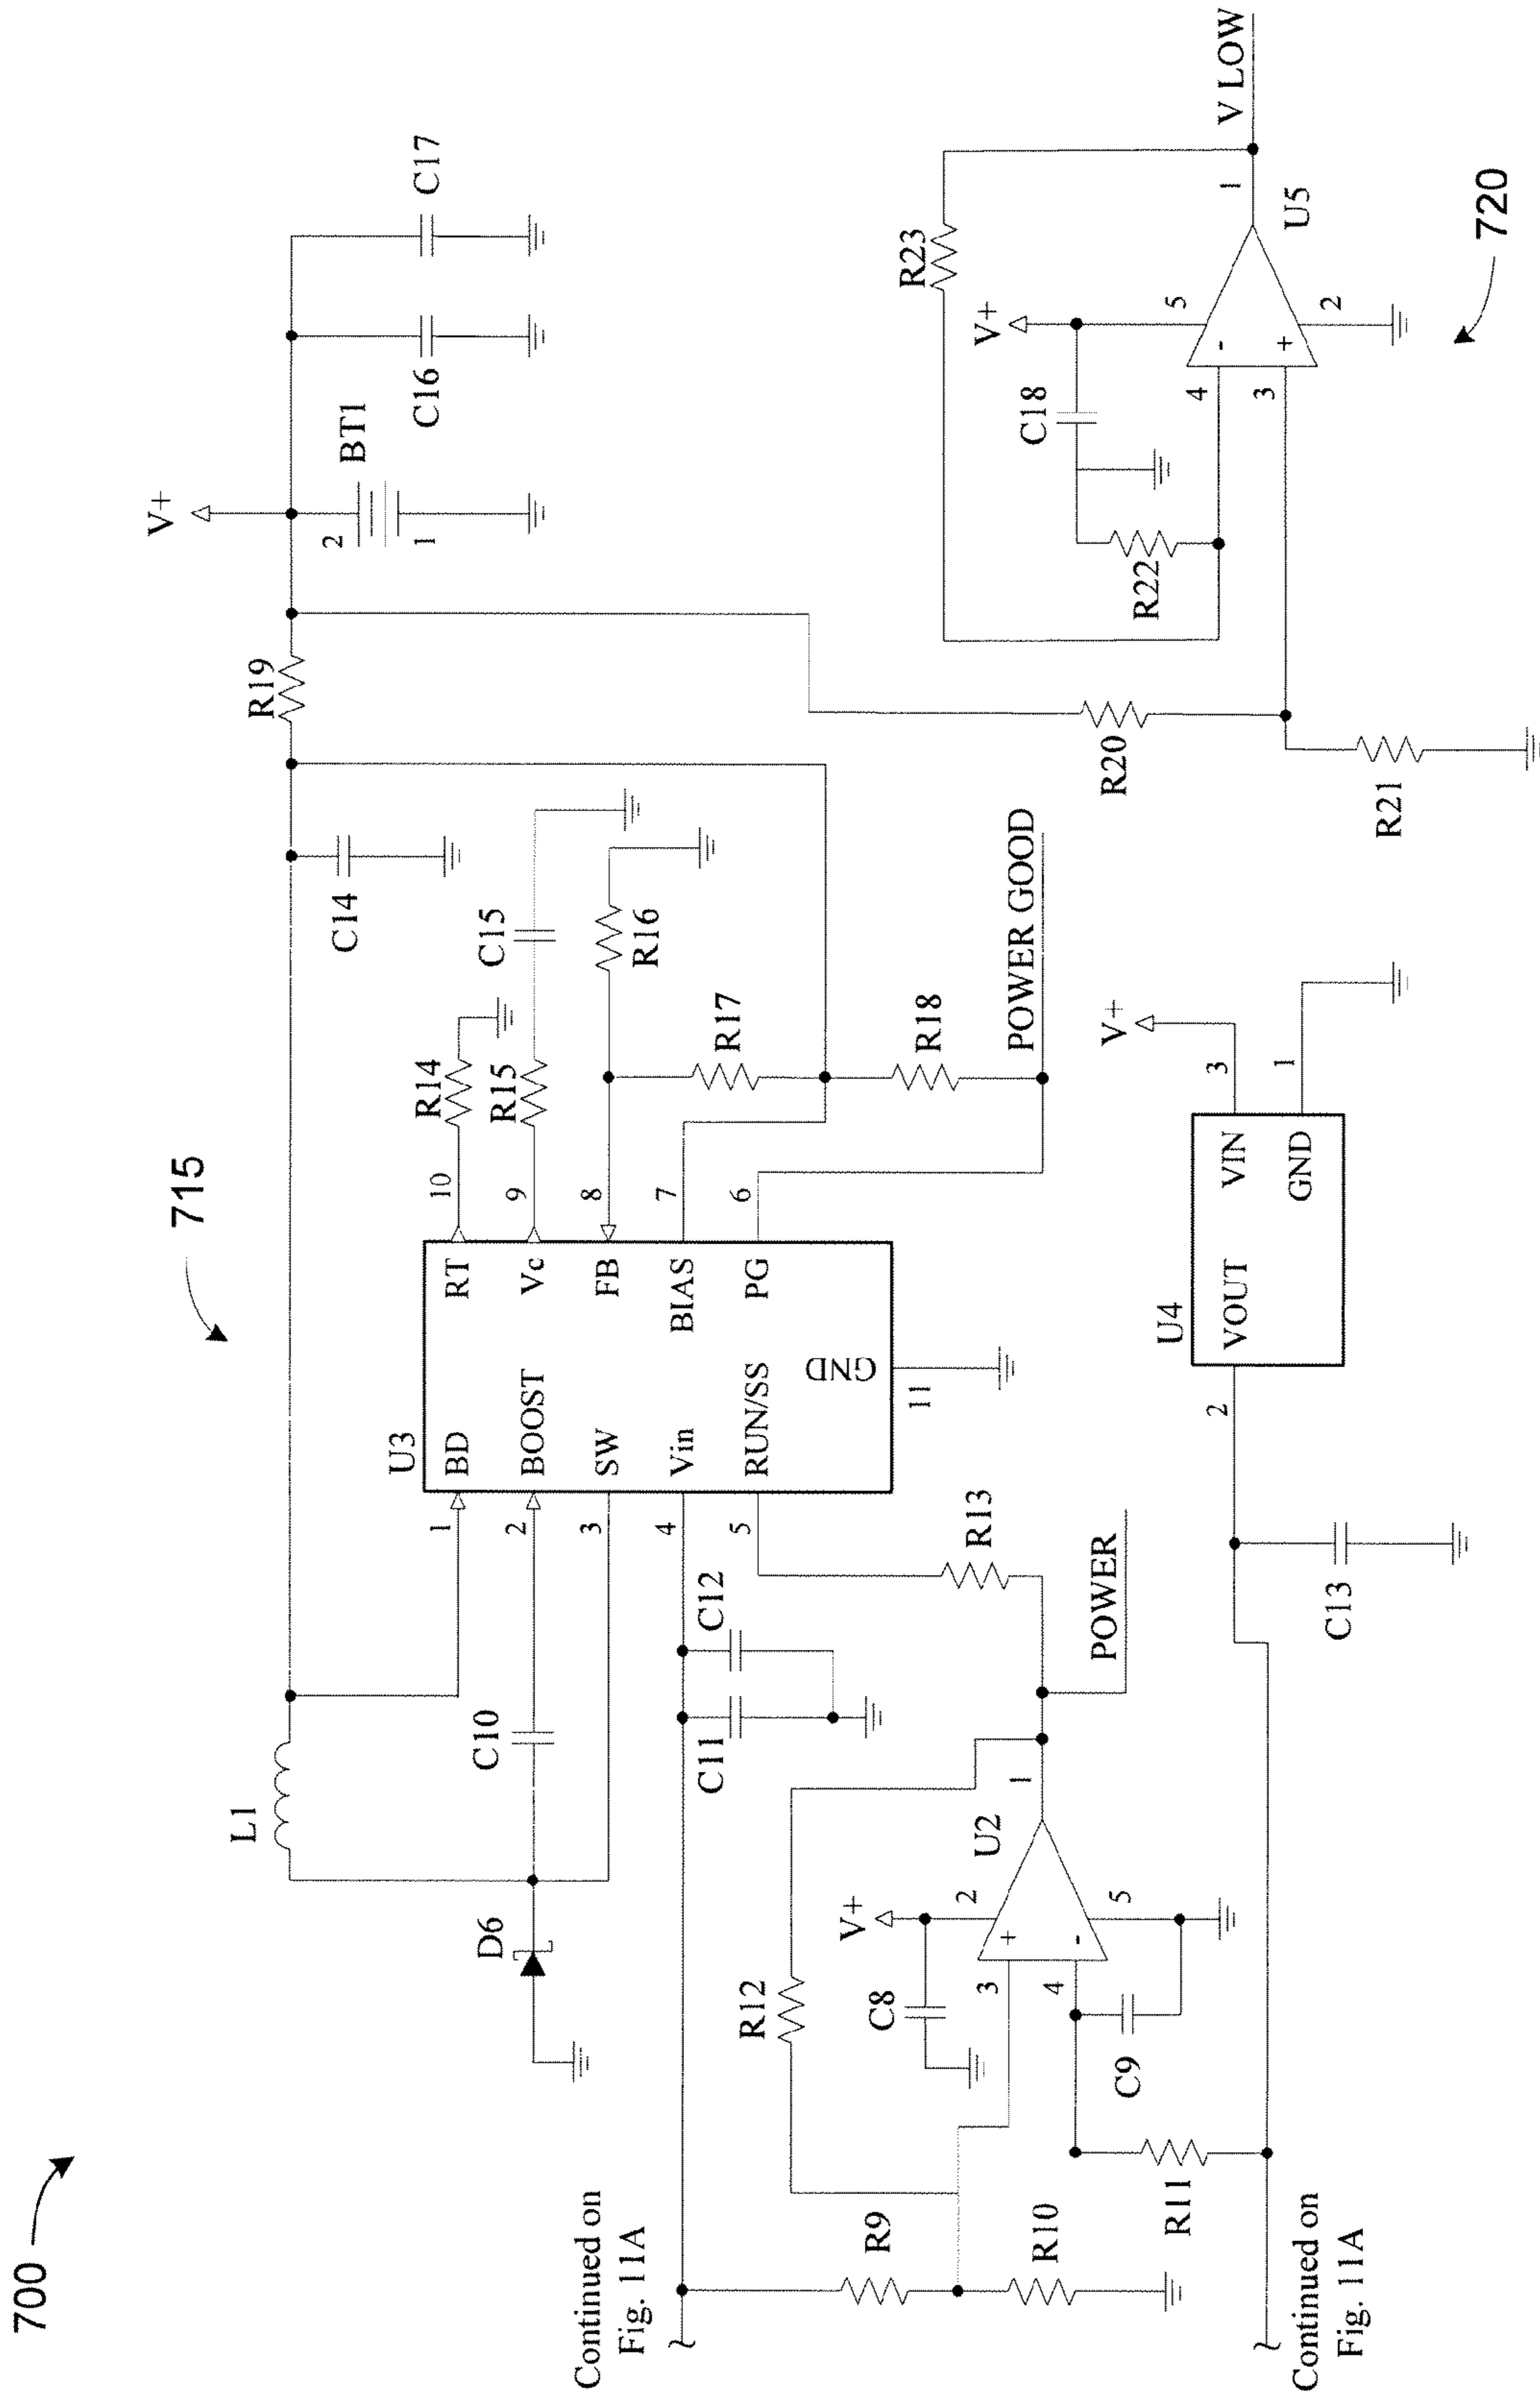 700
715
L1
R19
V+
2
BT1
1
C16
C17
C14
U3
BD
BOOST
SW
Vin
RUN/SS
RT
Vc
FB
BIAS
PG
GND
1
2
3
4
5
10
9
8
7
6
11
R14
R15
C15
R16
R17
R18
POWER GOOD
D6
C10
C11
C12
R13
POWER
Continued on
Fig. 11A
R9
R10
R12
V+
C8
U2
+
-
3
4
2
5
1
C9
R11
Continued on
Fig. 11A
U4
VOUT
VIN
GND
2
3
1
V+
C13
R20
R21
R22
R23
C18
V+
U5
-
+
4
3
5
2
1
V LOW
720